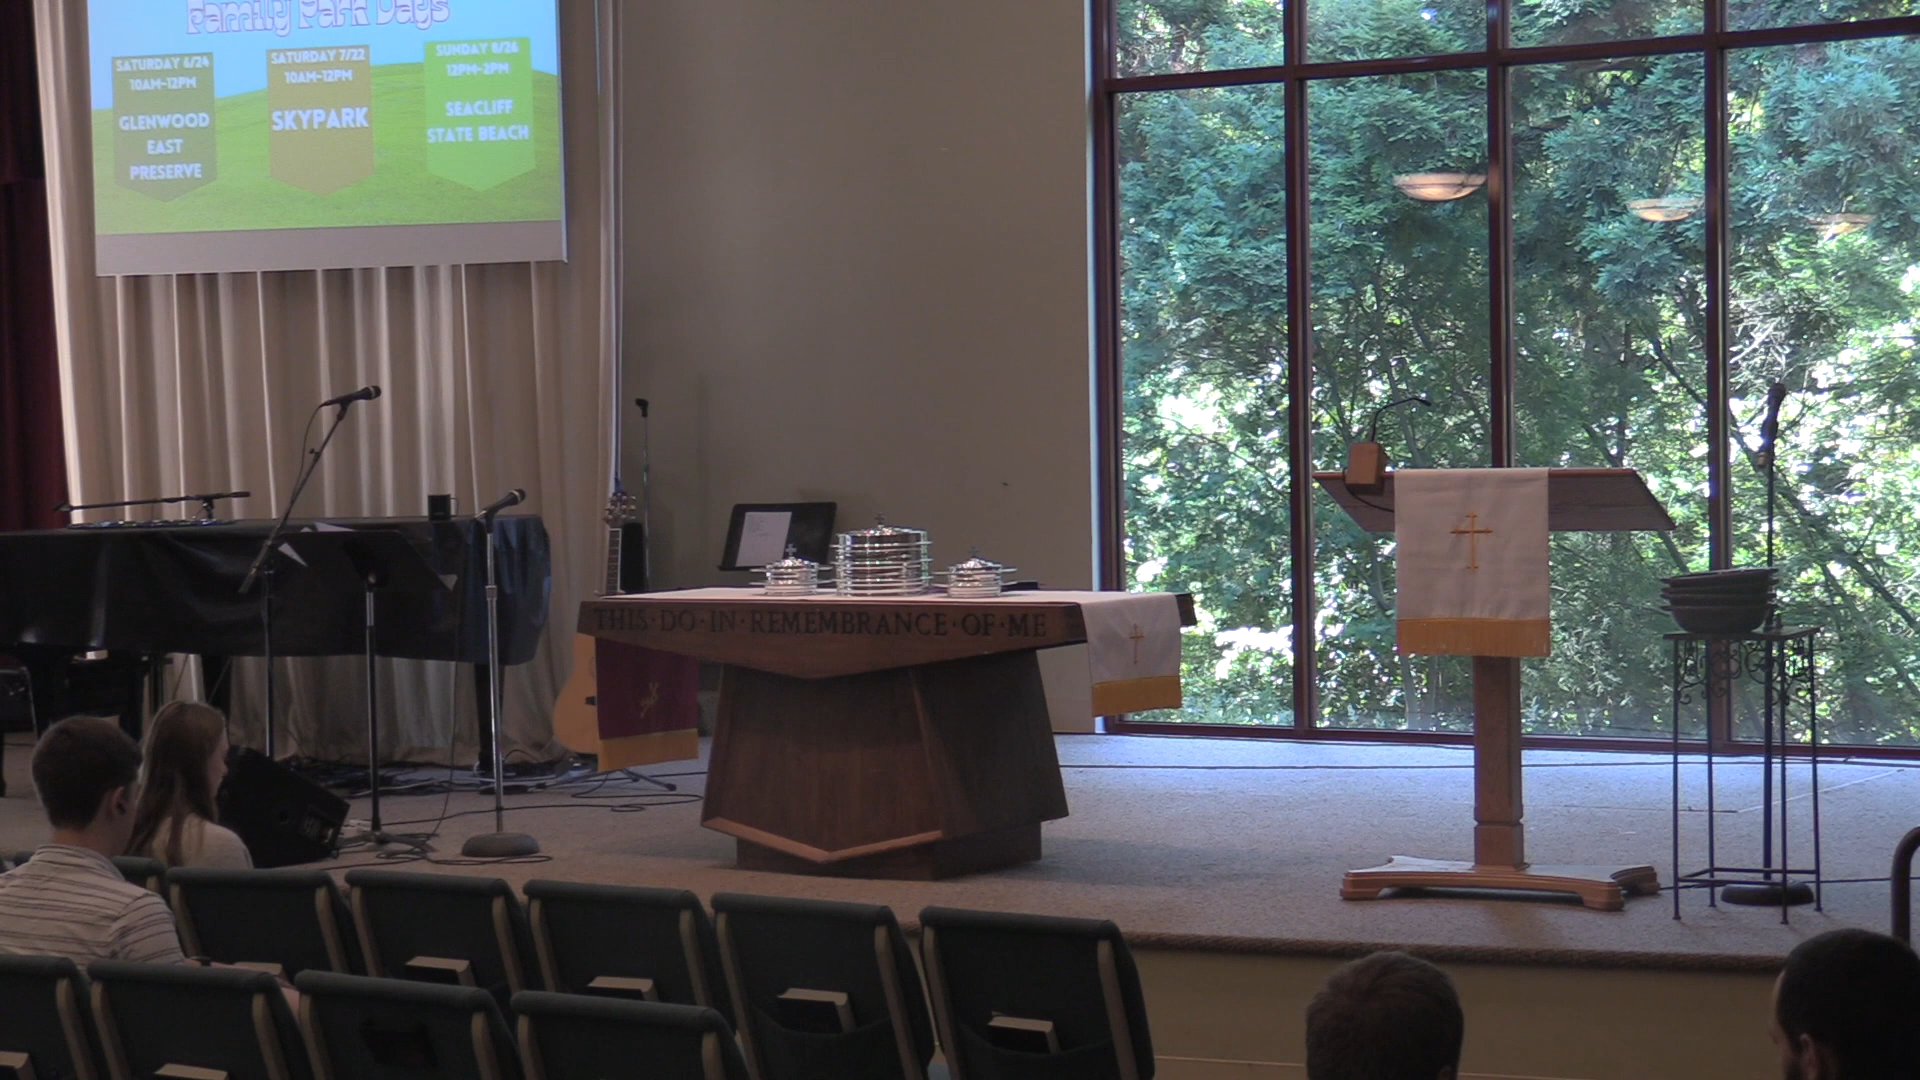 Family Park Days
SATURDAY 6/24
10AM-12PM
GLENWOOD
EAST
PRESERVE
SATURDAY 7/22
10AM-12PM
SKYPARK
SUNDAY 8/26
12PM-2PM
SEACLIFF
STATE BEACH
THIS·DO·IN·REMEMBRANCE·OF·ME